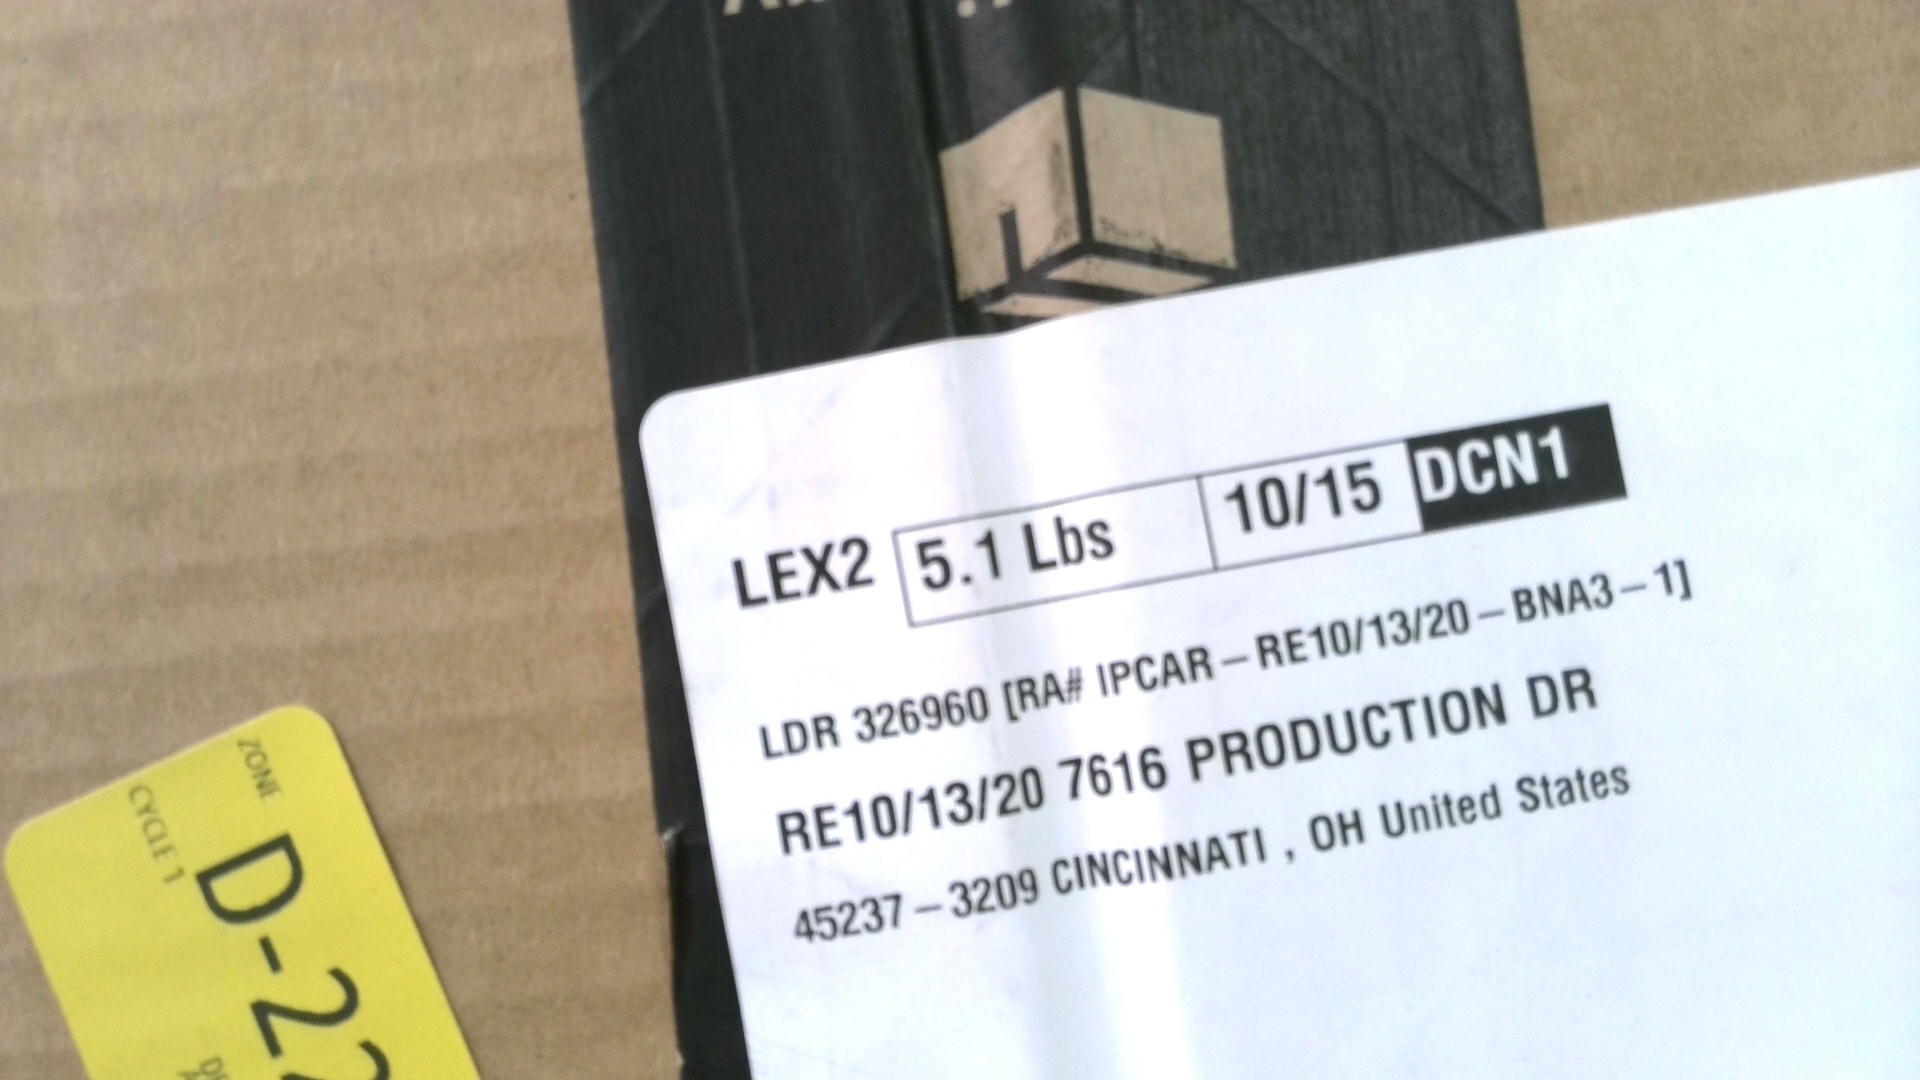 LEX2 5.1 Lbs 10/15 DCN1
LDR 326960 [RA# IPCAR–RE10/13/20–BNA3–1]
RE10/13/20 7616 PRODUCTION DR
45237–3209 CINCINNATI , OH United States
ZONE
CYCLE 1
D-22